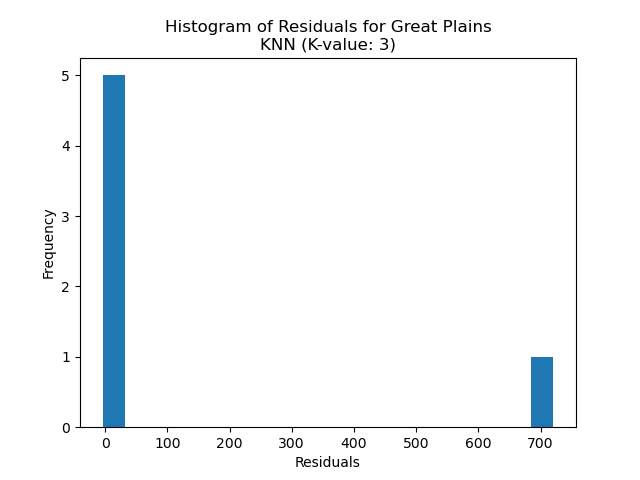 Histogram of Residuals for Great Plains
KNN (K-value: 3)
5
4
3
2
1
0
Frequency
0 100 200 300 400 500 600 700
Residuals